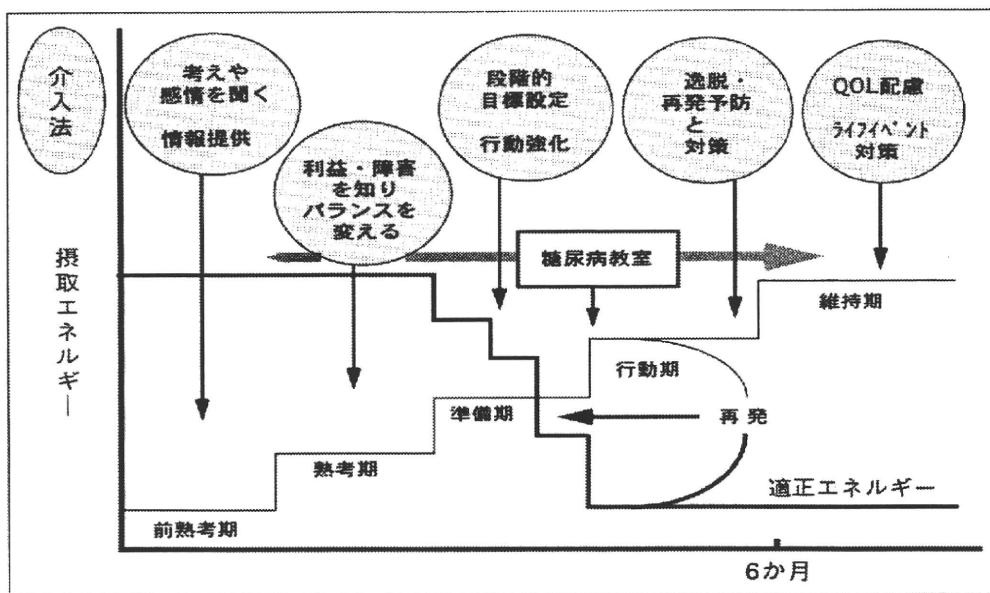 介入法
考えや
感情を聞く
情報提供
利益・障害
を知り
バランスを
変える
段階的
目標設定
行動強化
逸脱・
再発予防
と
対策
QOL配慮
ライフイベント
対策
糖尿病教室
摂取エネルギー
維持期
行動期
準備期
再発
熟考期
適正エネルギー
前熟考期
6か月